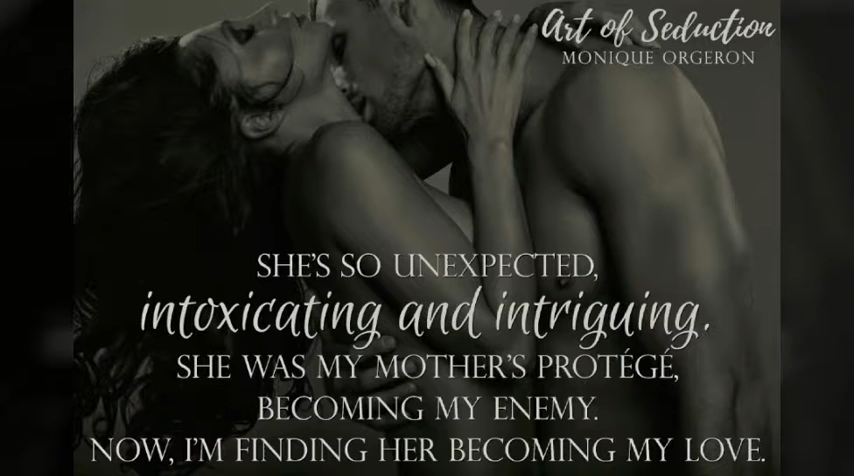 Art of Seduction
MONIQUE ORGERON
SHE'S SO UNEXPECTED,
intoxicating and intriguing.
SHE WAS MY MOTHER'S PROTÉGÉ,
BECOMING MY ENEMY.
NOW, I'M FINDING HER BECOMING MY LOVE.